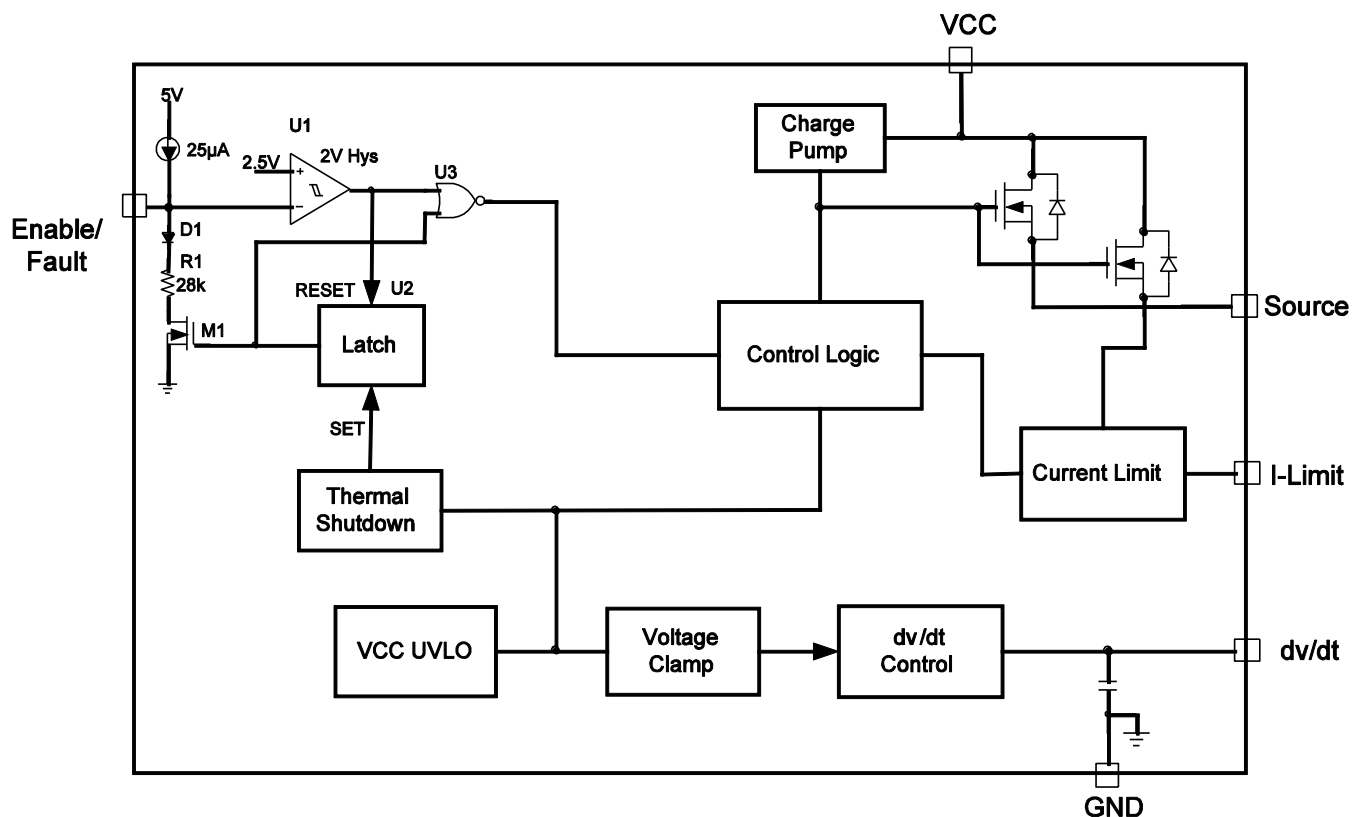 VCC
5V
25µA
U1
2.5V
2V Hys
+
−
U3
Charge
Pump
Enable/
Fault
D1
R1
28k
M1
RESET
U2
Latch
SET
Control Logic
Source
Thermal
Shutdown
Current Limit
I-Limit
VCC UVLO
Voltage
Clamp
dv/dt
Control
dv/dt
GND